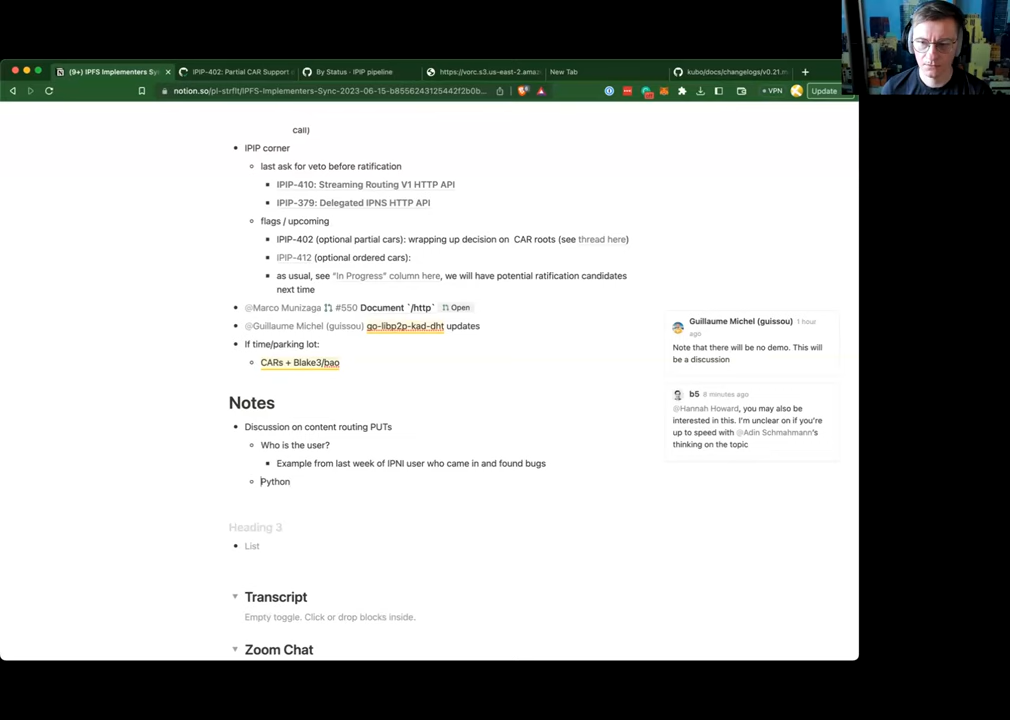 (9+) IPFS Implementers Sy
IPIP-402: Partial CAR Support
By Status · IPIP pipeline
https://vorc.s3.us-east-2.amaz
New Tab
kubo/docs/changelogs/v0.21.m
notion.so/pl-strflt/IPFS-Implementers-Sync-2023-06-15-b8556243125442f2b0b...
VPN
Update
call)
• IPIP corner
◦ last ask for veto before ratification
▪ IPIP-410: Streaming Routing V1 HTTP API
▪ IPIP-379: Delegated IPNS HTTP API
◦ flags / upcoming
▪ IPIP-402 (optional partial cars): wrapping up decision on CAR roots (see thread here)
▪ IPIP-412 (optional ordered cars):
▪ as usual, see "In Progress" column here, we will have potential ratification candidates
next time
• @Marco Munizaga #550 Document `/http` Open
• @Guillaume Michel (guissou) go-libp2p-kad-dht updates
• If time/parking lot:
◦ CARs + Blake3/bao
Guillaume Michel (guissou) 1 hour
ago
Note that there will be no demo. This will
be a discussion
b5 8 minutes ago
@Hannah Howard, you may also be
interested in this. I'm unclear on if you're
up to speed with @Adin Schmahmann's
thinking on the topic
Notes
• Discussion on content routing PUTs
◦ Who is the user?
▪ Example from last week of IPNI user who came in and found bugs
◦ Python
Heading 3
• List
Transcript
Empty toggle. Click or drop blocks inside.
Zoom Chat